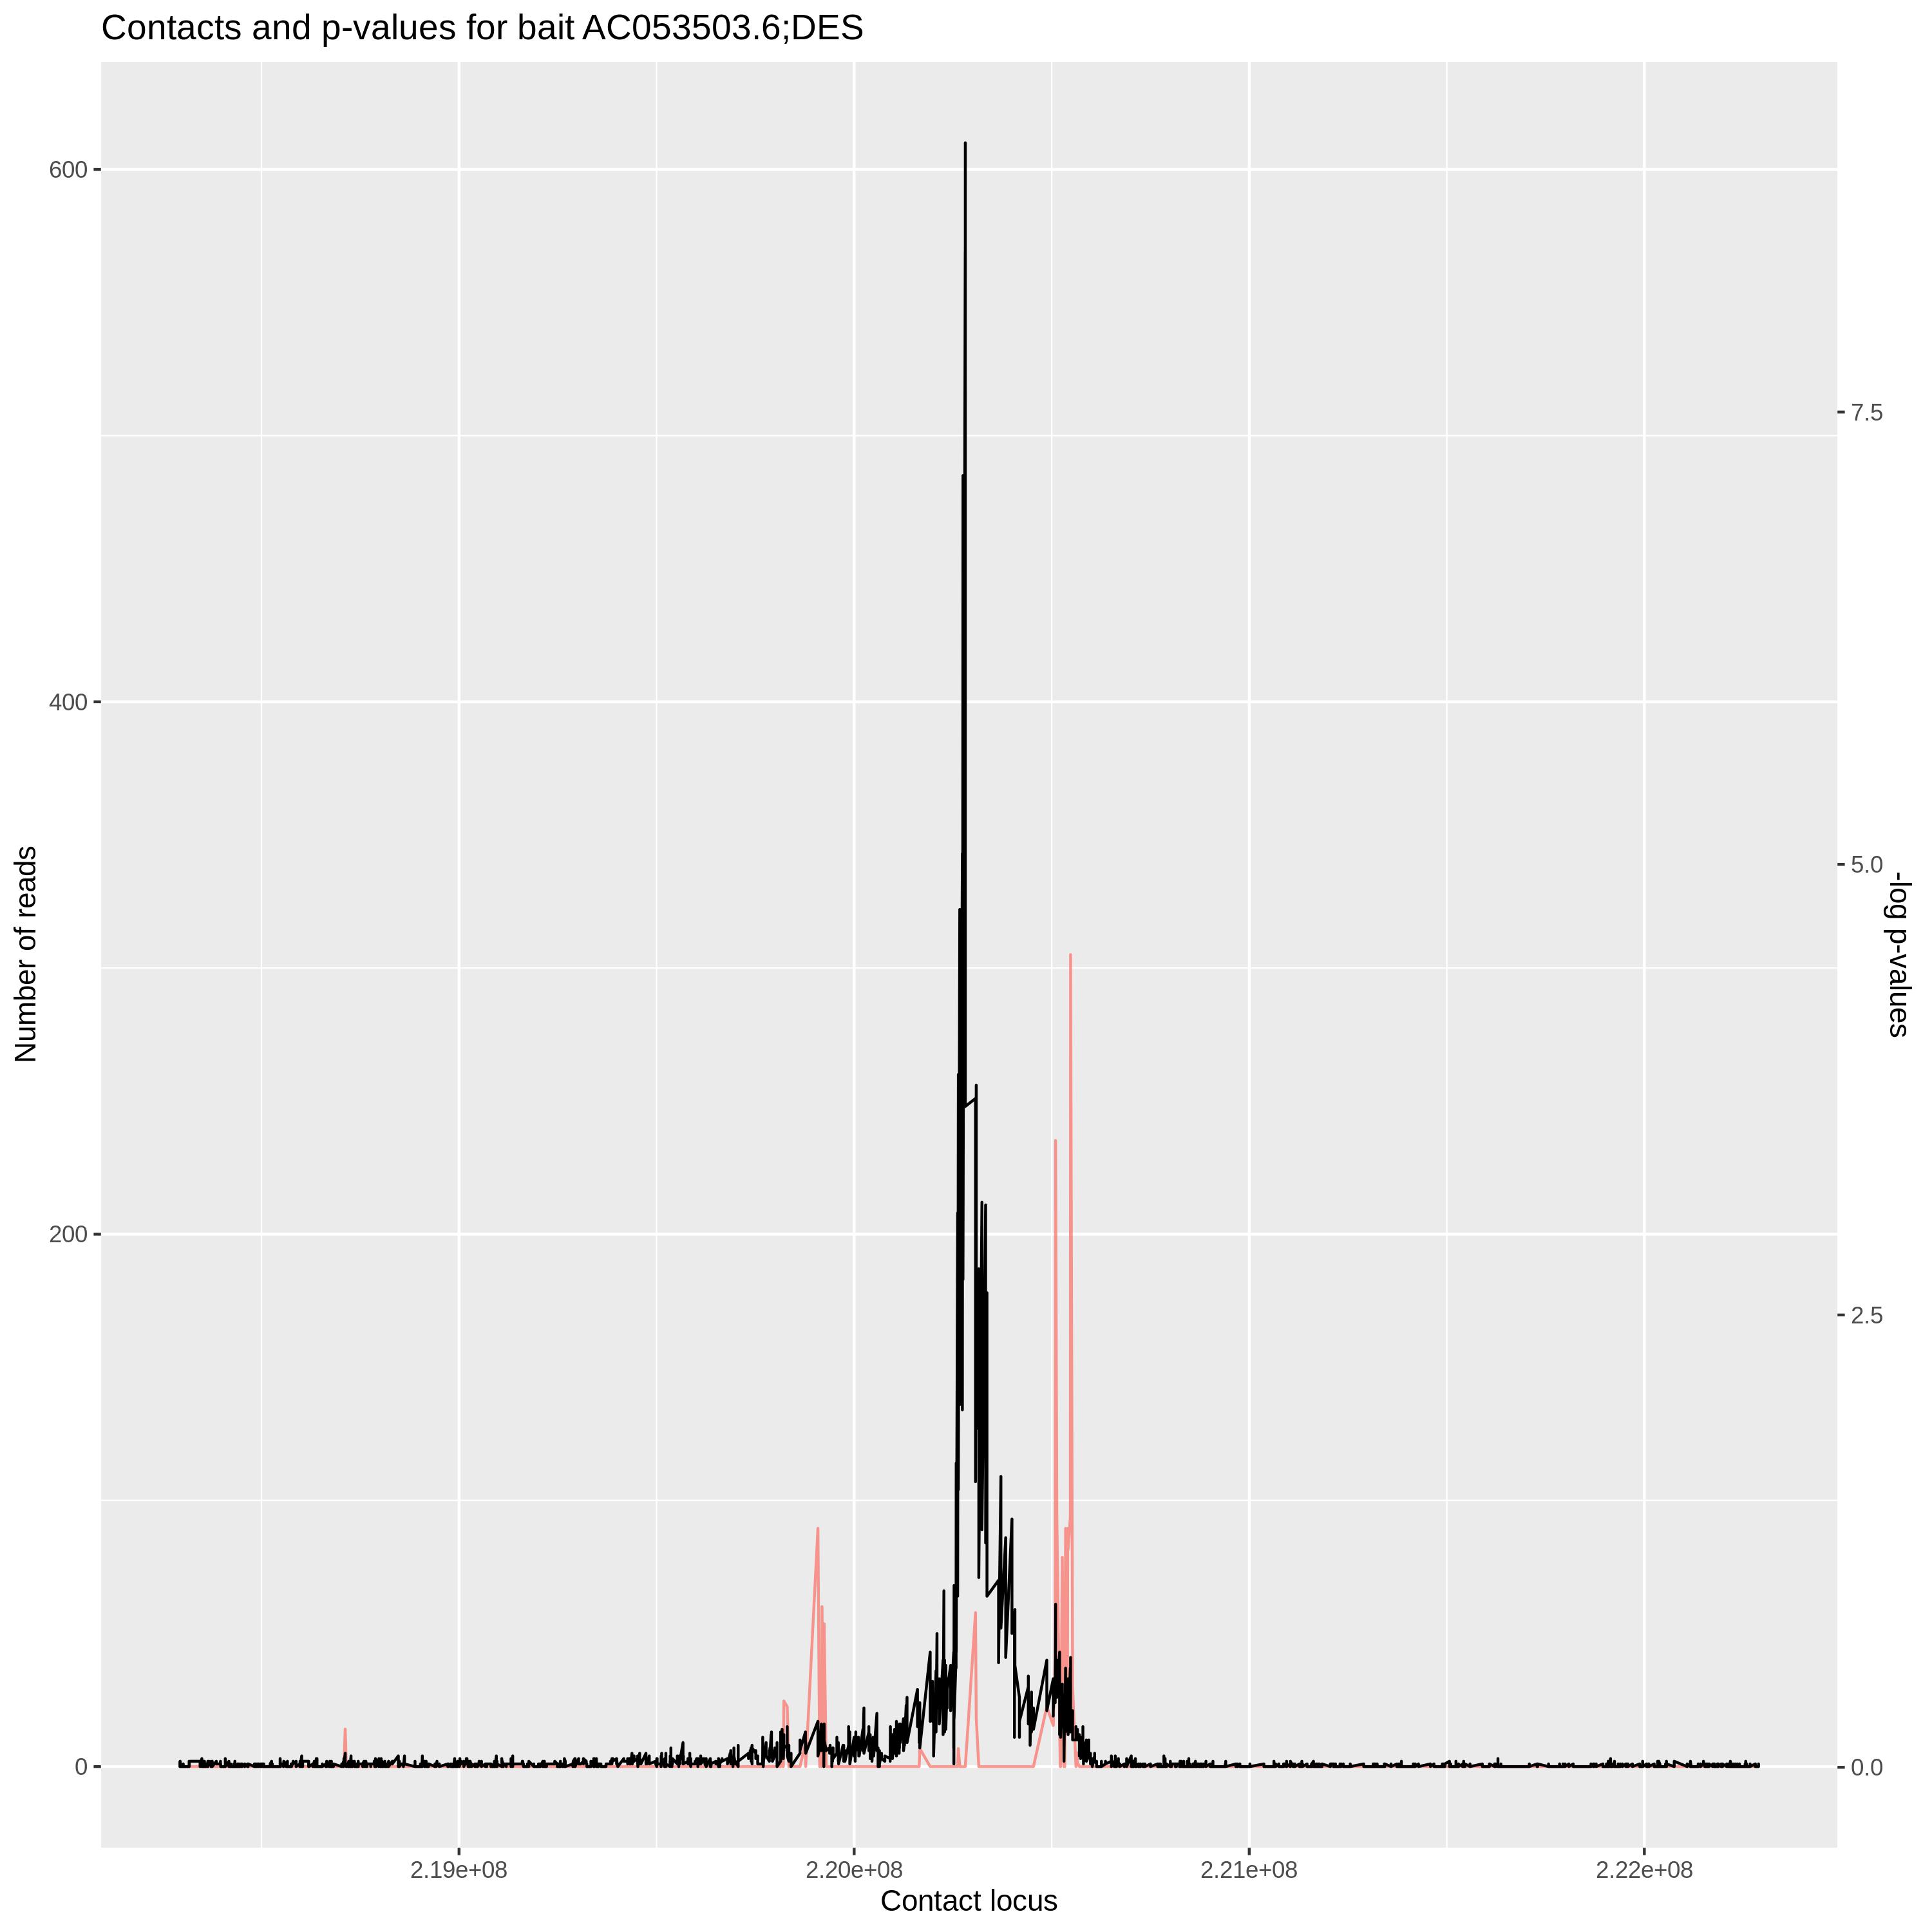 Contacts and p-values for bait AC053503.6;DES
600
400
200
0
Number of reads
7.5
5.0
2.5
0.0
-log p-values
2.19e+08
2.20e+08
2.21e+08
2.22e+08
Contact locus